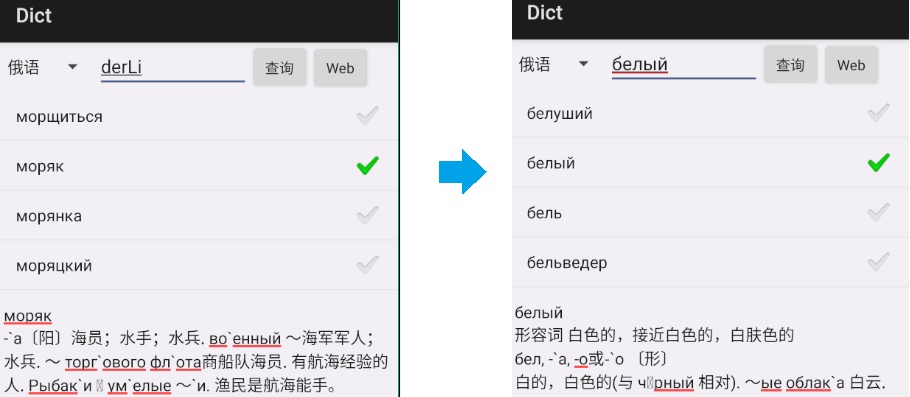 Dict
俄语
derLi
查询
Web
морщиться
моряк
морянка
моряцкий
моряк
-`а〔阳〕海员；水手；水兵. во`енный ～海军军人；
水兵. ～ торг`ового фл`ота商船队海员. 有航海经验的
人. Рыбак`и и ум`елые ～`и. 渔民是航海能手。
Dict
俄语
белый
查询
Web
белуший
белый
бель
бельведер
белый
形容词 白色的，接近白色的，白肤色的
бел, -`а, -о或-`о 〔形〕
白的，白色的(与 ч рный 相对). ～ые облак`а 白云.